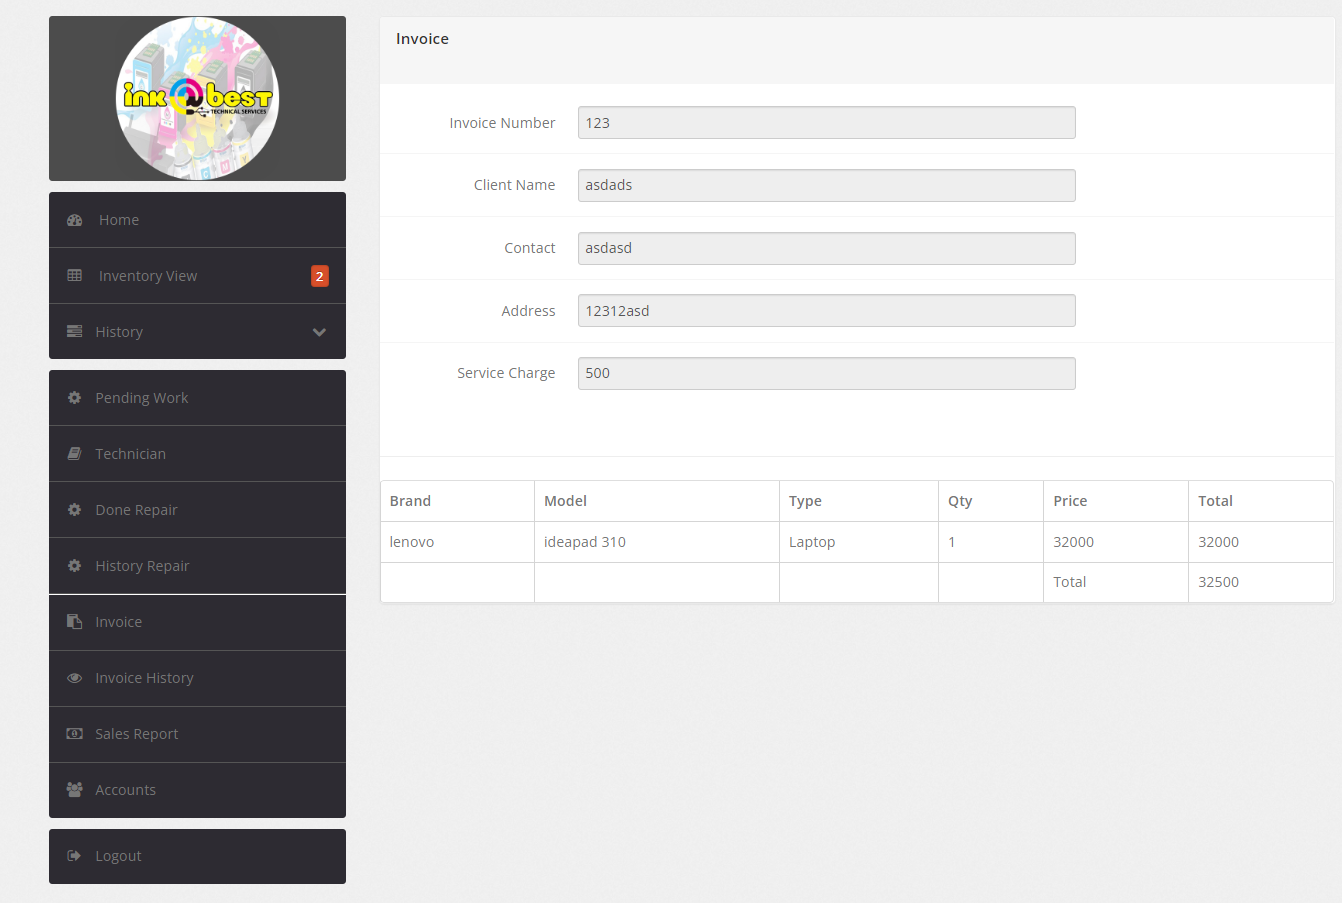 ink best
TECHNICAL SERVICES
Home
Inventory View 2
History
Pending Work
Technician
Done Repair
History Repair
Invoice
Invoice History
Sales Report
Accounts
Logout
Invoice
Invoice Number 123
Client Name asdads
Contact asdasd
Address 12312asd
Service Charge 500
Brand Model Type Qty Price Total
lenovo ideapad 310 Laptop 1 32000 32000
Total 32500